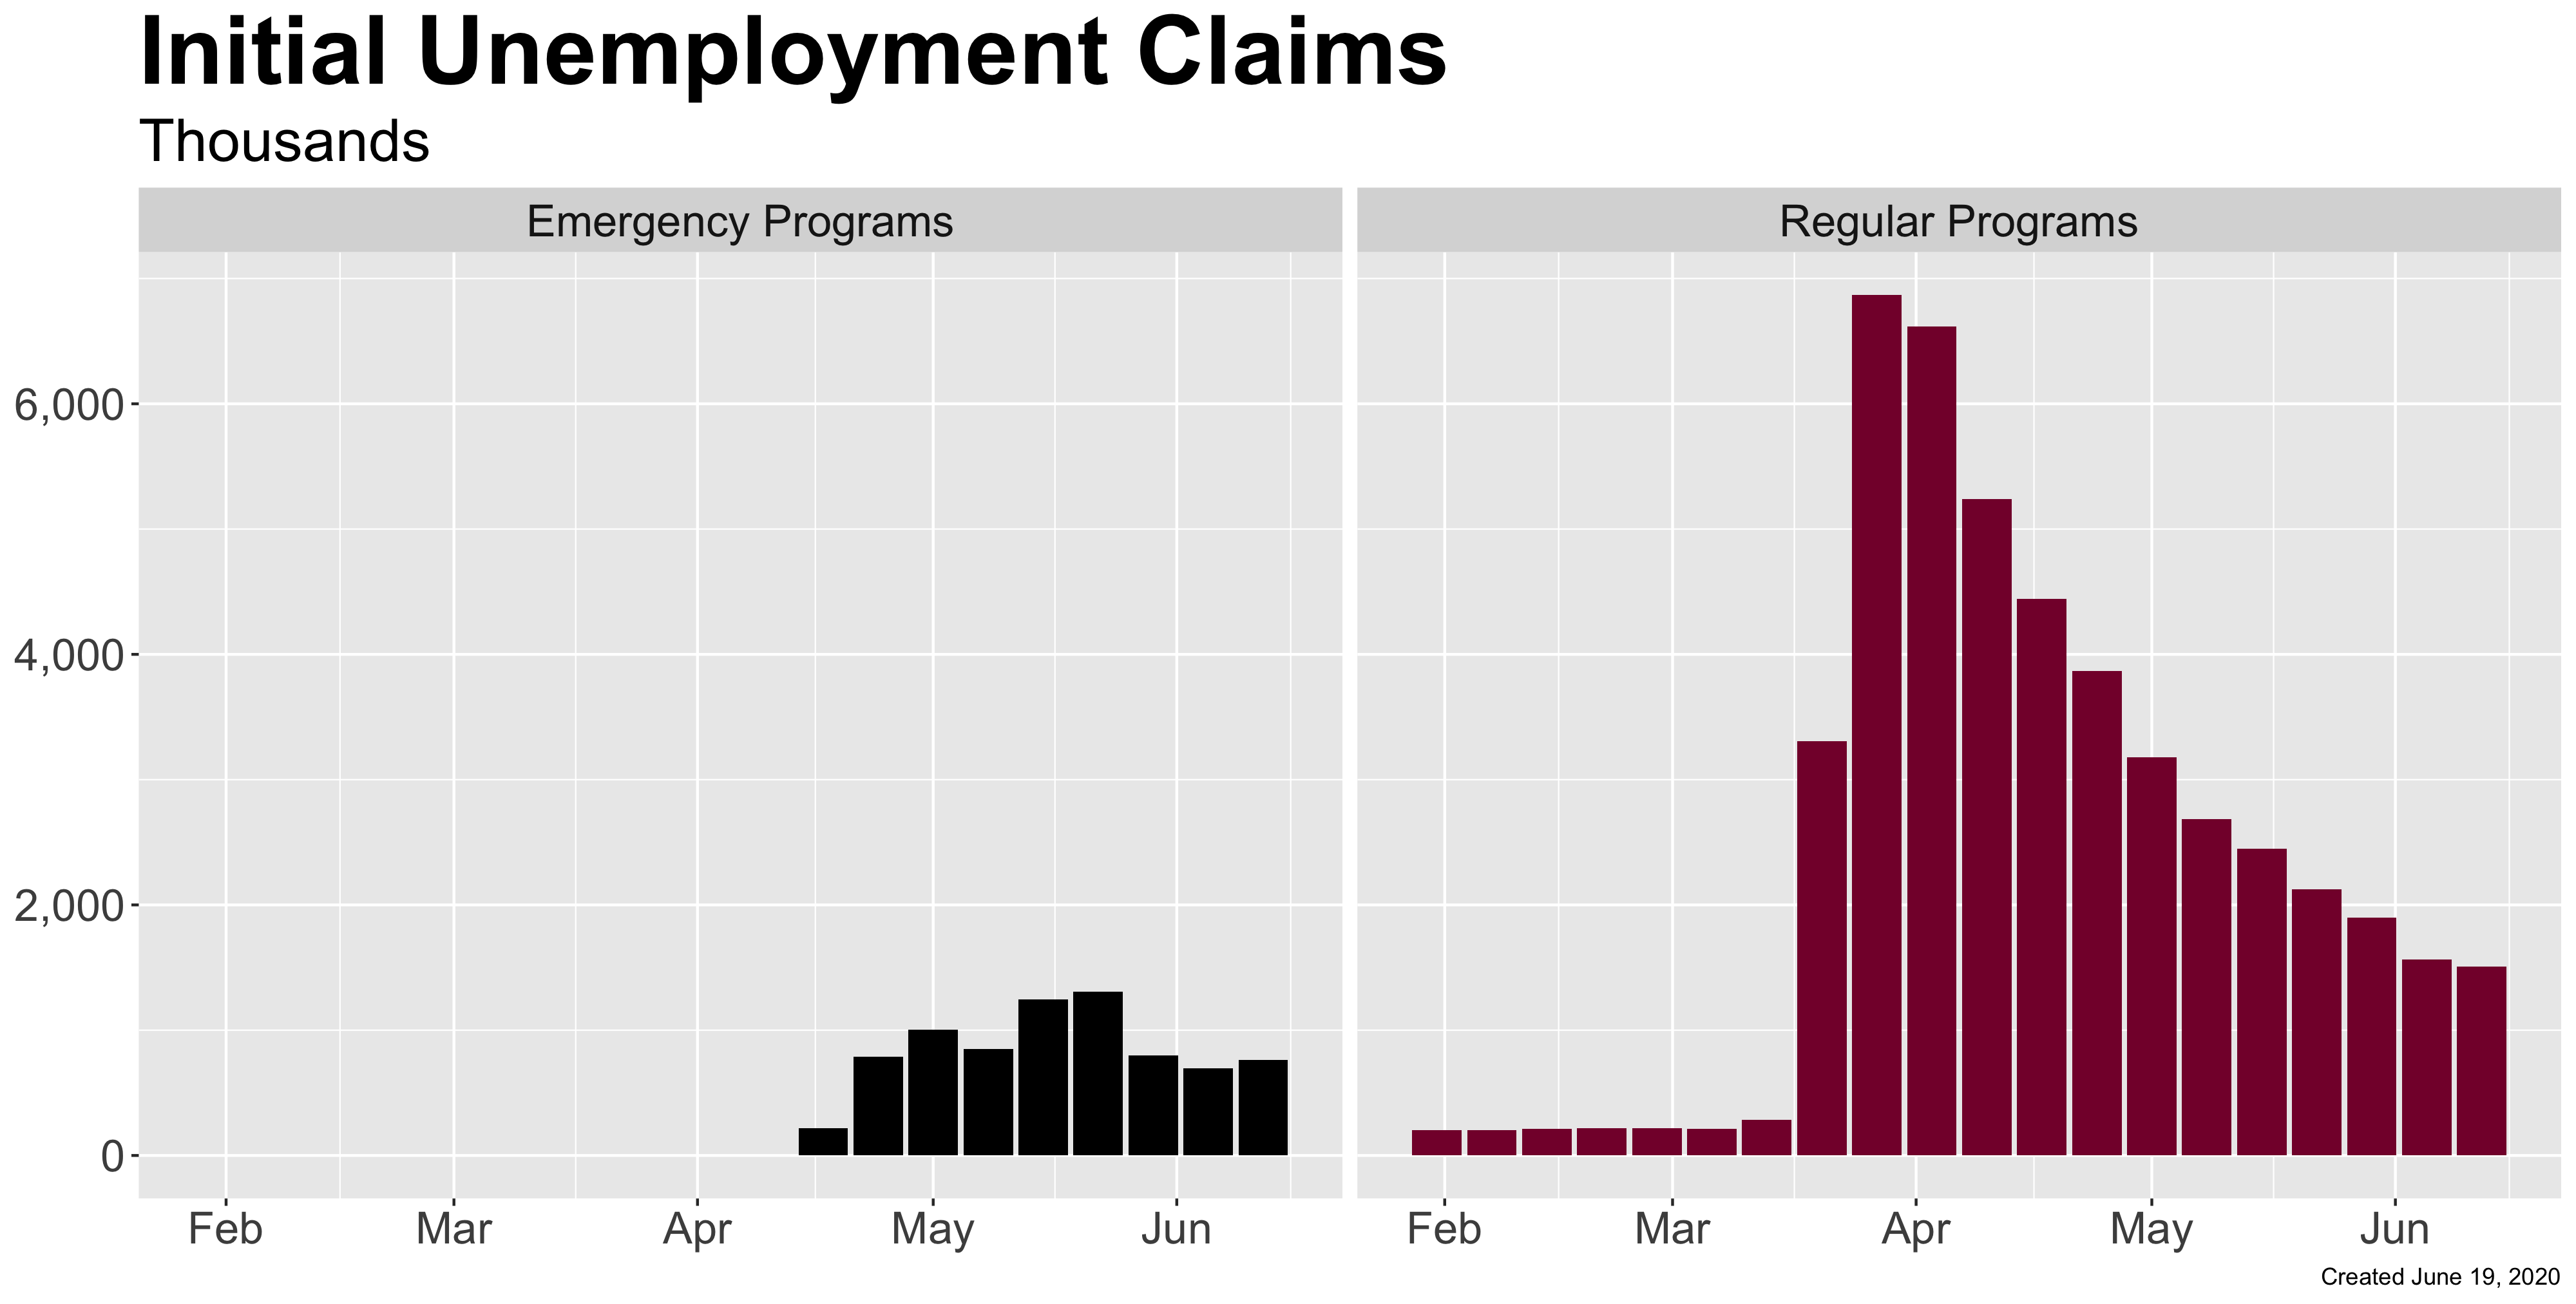 Initial Unemployment Claims
Thousands
Emergency Programs
Regular Programs
6,000
4,000
2,000
0
Feb Mar Apr May Jun
Feb Mar Apr May Jun
Created June 19, 2020